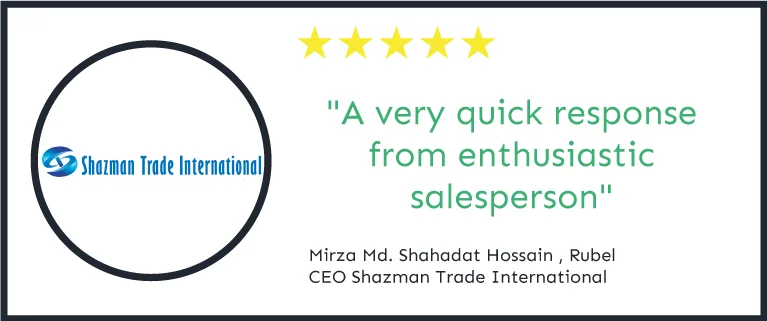 Shazman Trade International
"A very quick response
from enthusiastic
salesperson"
Mirza Md. Shahadat Hossain , Rubel
CEO Shazman Trade International